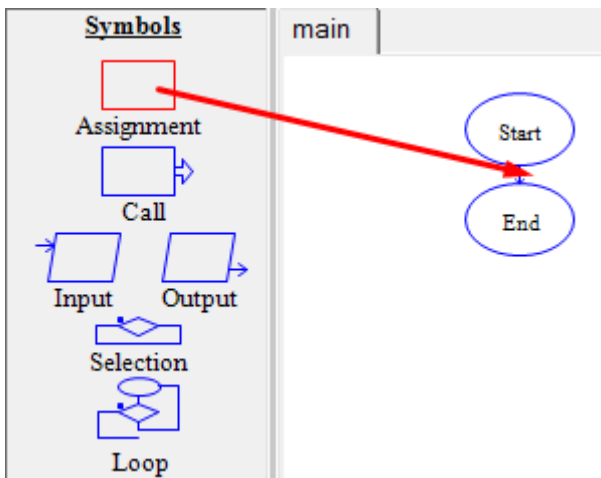 Symbols
Assignment
Call
Input Output
Selection
Loop
main
Start
End